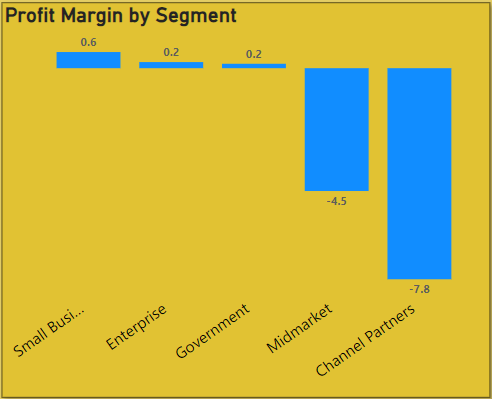 Profit Margin by Segment
0.6
0.2
0.2
-4.5
-7.8
Small Busi...
Enterprise
Government
Midmarket
Channel Partners